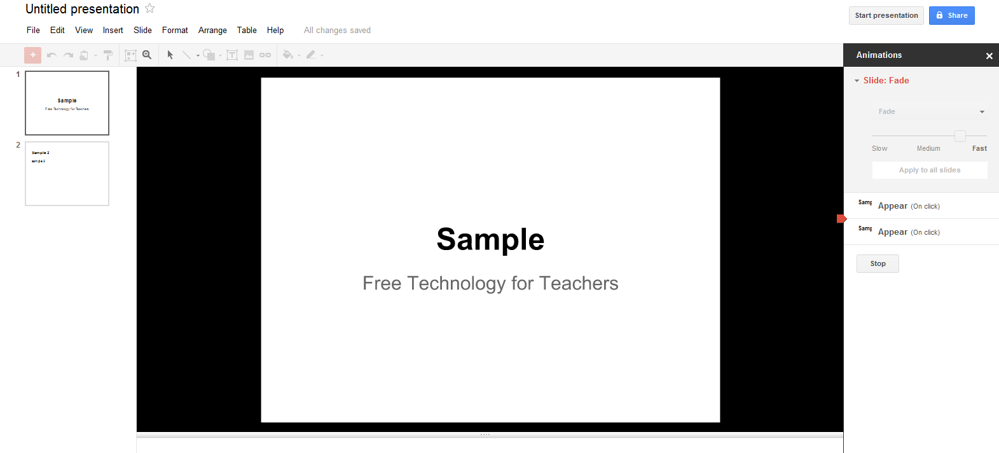 Untitled presentation
Start presentation
Share
File Edit View Insert Slide Format Arrange Table Help All changes saved
Animations
1
Sample
Free Technology for Teachers
2
Sample 2
sample 2
Sample
Free Technology for Teachers
Slide: Fade
Fade
Slow Medium Fast
Apply to all slides
Samp Appear (On click)
Samp Appear (On click)
Stop